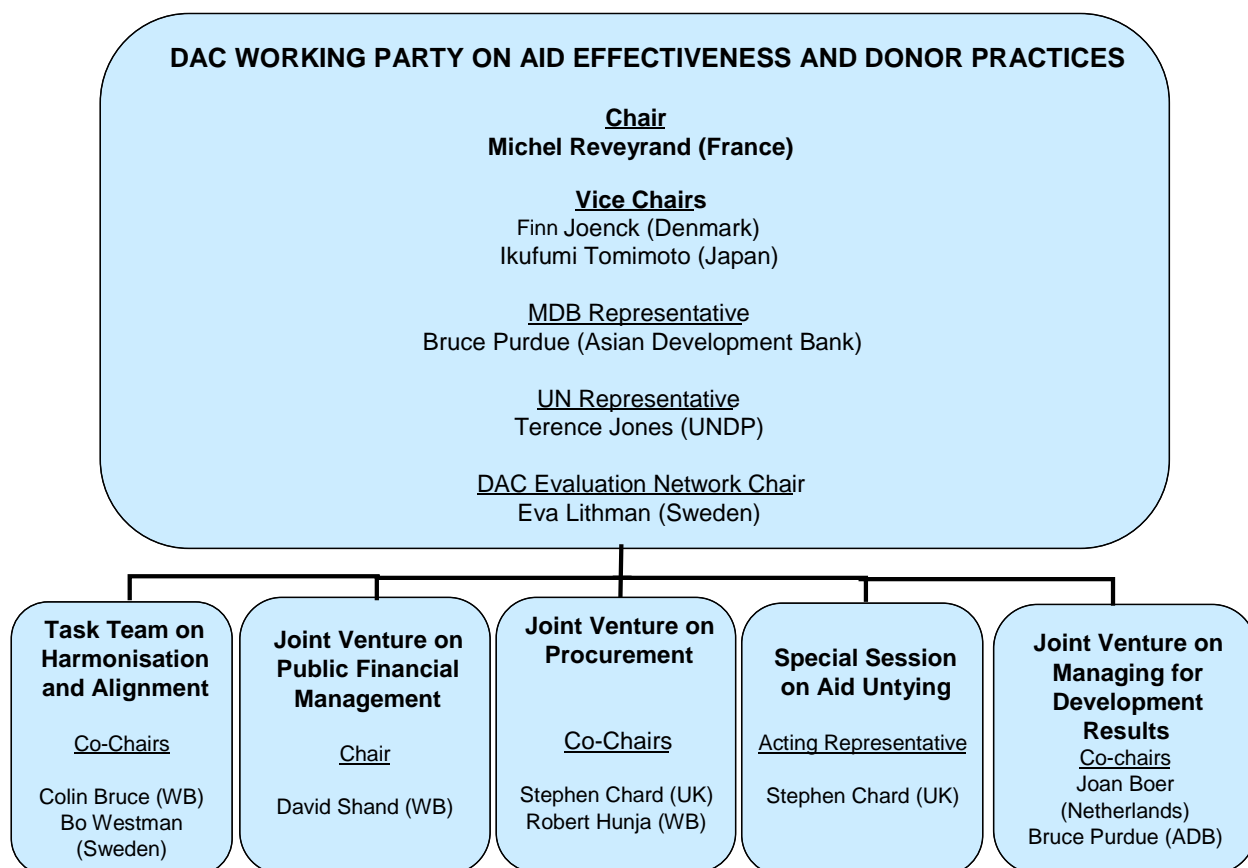 DAC WORKING PARTY ON AID EFFECTIVENESS AND DONOR PRACTICES
Chair
Michel Reveyrand (France)
Vice Chairs
Finn Joenck (Denmark)
Ikufumi Tomimoto (Japan)
MDB Representative
Bruce Purdue (Asian Development Bank)
UN Representative
Terence Jones (UNDP)
DAC Evaluation Network Chair
Eva Lithman (Sweden)
Task Team on
Harmonisation
and Alignment
Co-Chairs
Colin Bruce (WB)
Bo Westman
(Sweden)
Joint Venture on
Public Financial
Management
Chair
David Shand (WB)
Joint Venture on
Procurement
Co-Chairs
Stephen Chard (UK)
Robert Hunja (WB)
Special Session
on Aid Untying
Acting Representative
Stephen Chard (UK)
Joint Venture on
Managing for
Development
Results
Co-chairs
Joan Boer
(Netherlands)
Bruce Purdue (ADB)